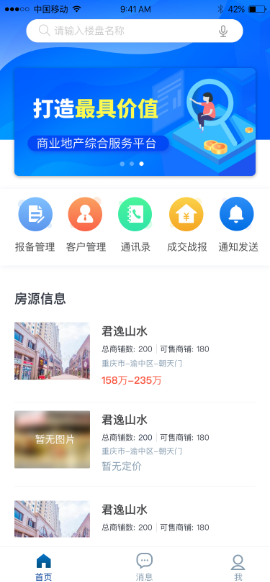 中国移动 9:41 AM 42%
请输入楼盘名称
打造最具价值
商业地产综合服务平台
报备管理 客户管理 通讯录 成交战报 通知发送
房源信息
君逸山水
总商铺数: 200 可售商铺: 180
重庆市-渝中区-朝天门
158万~235万
暂无图片
君逸山水
总商铺数: 200 可售商铺: 180
重庆市-渝中区-朝天门
暂无定价
君逸山水
总商铺数: 200 可售商铺: 180
首页 消息 我